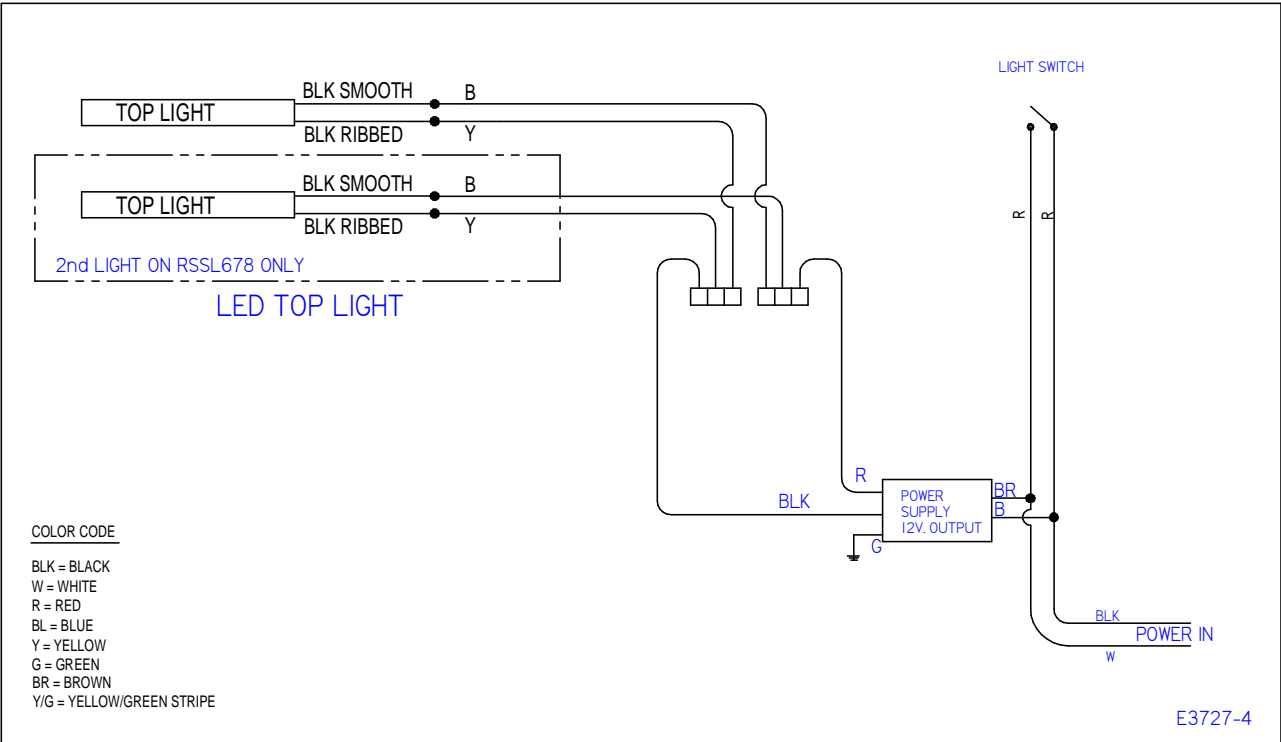 LIGHT SWITCH
BLK SMOOTH B
TOP LIGHT
BLK RIBBED Y
BLK SMOOTH B
TOP LIGHT
BLK RIBBED Y
2nd LIGHT ON RSSL678 ONLY
LED TOP LIGHT
R R
R
BLK
POWER
SUPPLY
12V. OUTPUT
BR
B
G
COLOR CODE
BLK = BLACK
W = WHITE
R = RED
BL = BLUE
Y = YELLOW
G = GREEN
BR = BROWN
Y/G = YELLOW/GREEN STRIPE
BLK
POWER IN
W
E3727-4